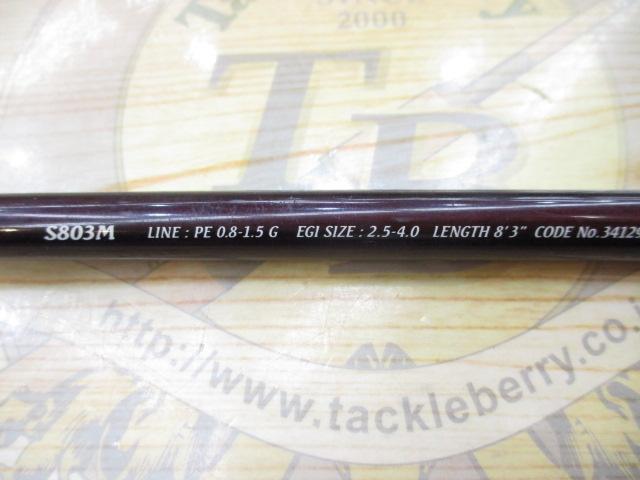 SINCE
2000
TB
S803M LINE : PE 0.8-1.5 G EGI SIZE : 2.5-4.0 LENGTH 8'3" CODE No.34129
http://www.tackleberry.co.j